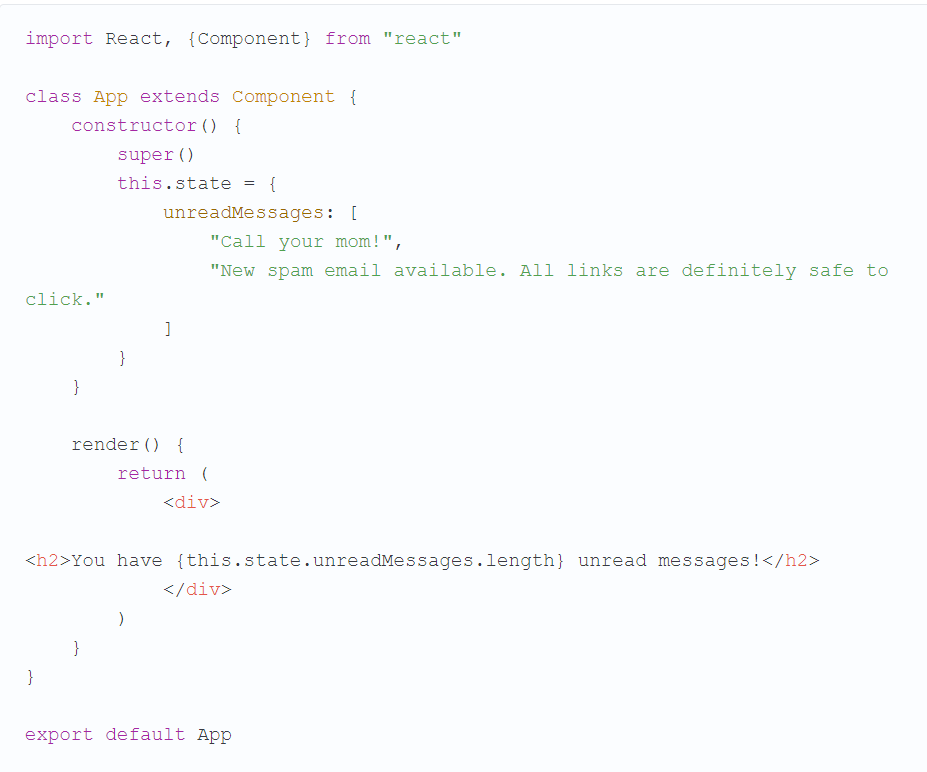 import React, {Component} from "react"

class App extends Component {
    constructor() {
        super()
        this.state = {
            unreadMessages: [
                "Call your mom!",
                "New spam email available. All links are definitely safe to
click."
            ]
        }
    }

    render() {
        return (
            <div>

<h2>You have {this.state.unreadMessages.length} unread messages!</h2>
            </div>
        )
    }
}

export default App